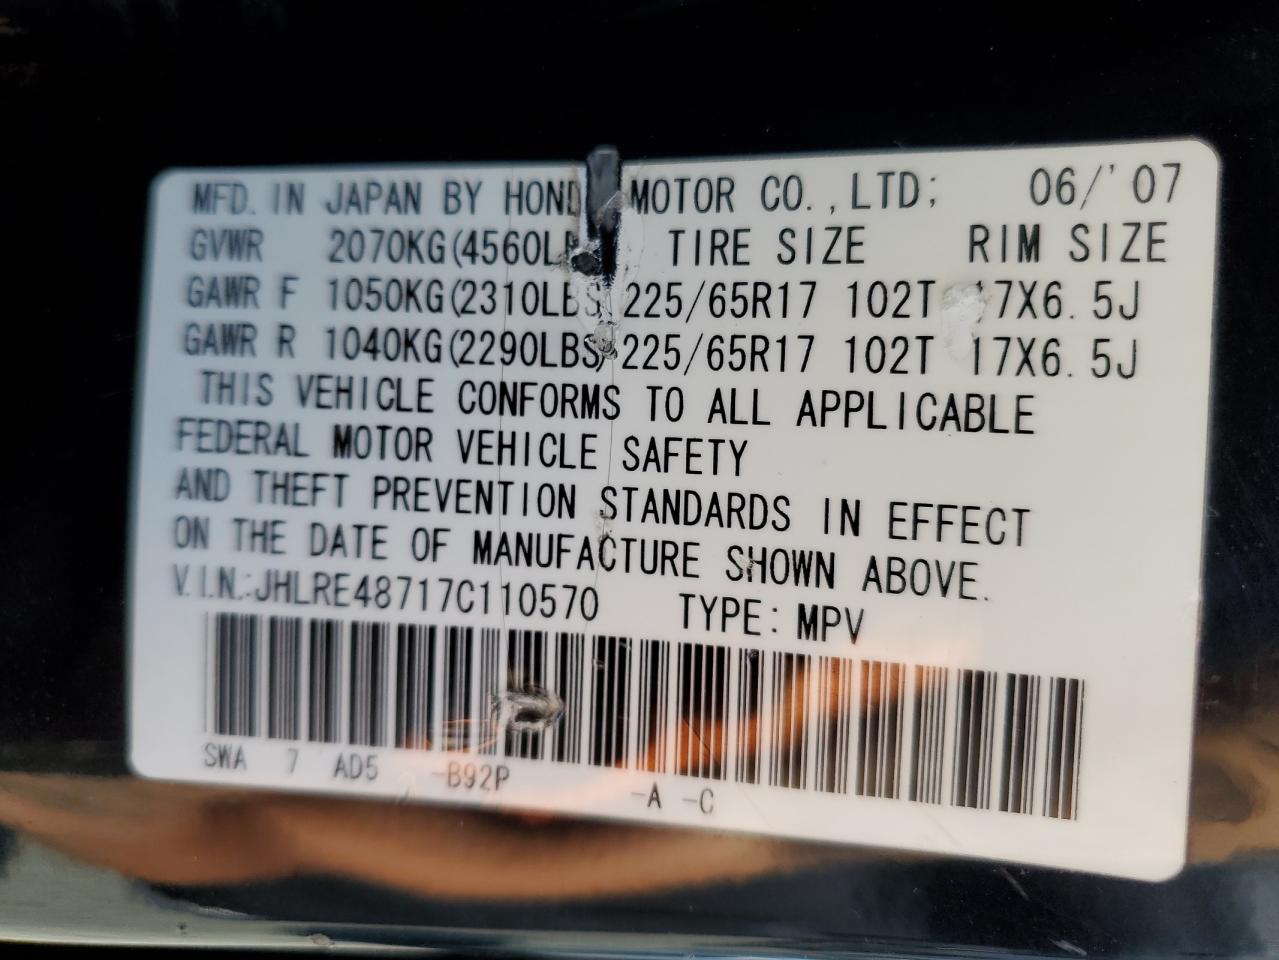 MFD. IN JAPAN BY HOND MOTOR CO.,LTD; 06/'07
GVWR 2070KG(4560L TIRE SIZE RIM SIZE
GAWR F 1050KG(2310LBS 225/65R17 102T 17X6.5J
GAWR R 1040KG(2290LBS) 225/65R17 102T 17X6.5J
THIS VEHICLE CONFORMS TO ALL APPLICABLE
FEDERAL MOTOR VEHICLE SAFETY
AND THEFT PREVENTION STANDARDS IN EFFECT
ON THE DATE OF MANUFACTURE SHOWN ABOVE.
V.I.N.:JHLRE48717C110570 TYPE: MPV
SWA 7 AD5 -B92P -A -C